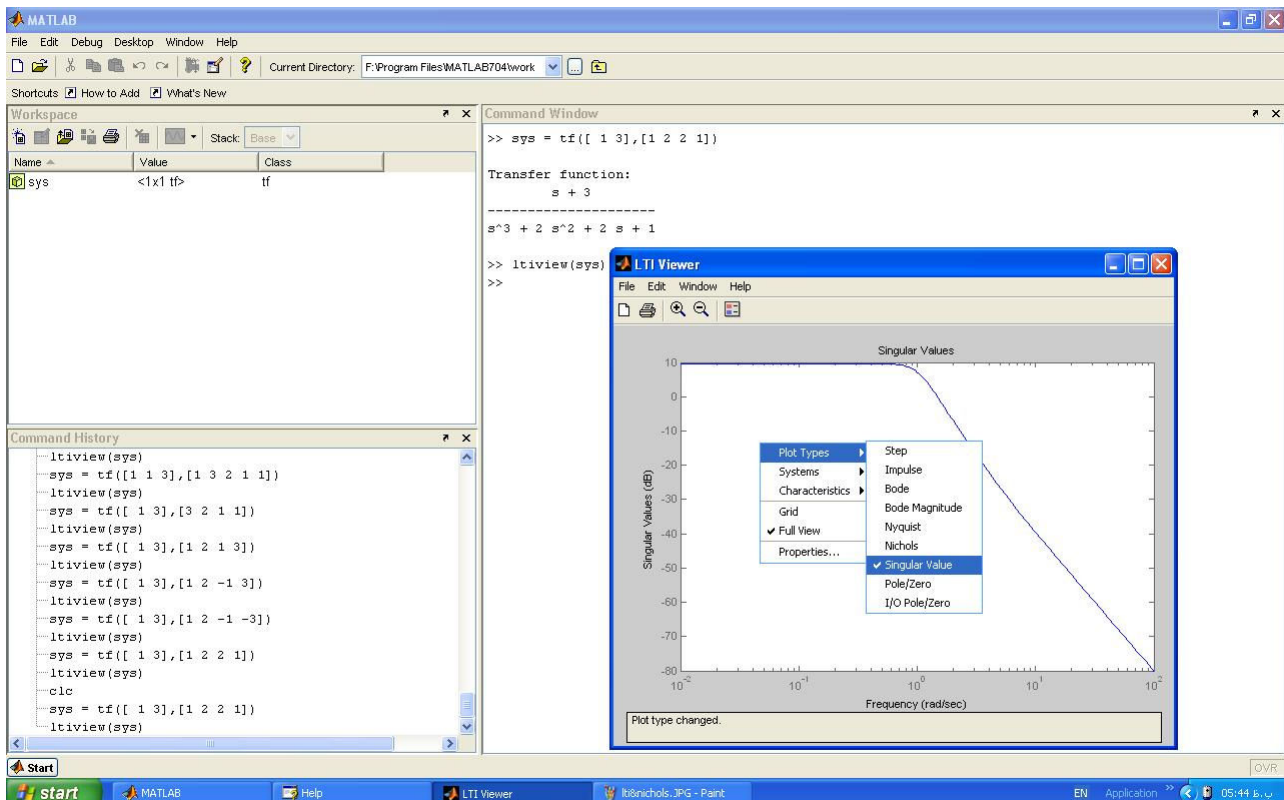 MATLAB
File Edit Debug Desktop Window Help
Current Directory: F:\Program Files\MATLAB704\work
Shortcuts How to Add What's New
Workspace
Stack: Base
Name Value Class
sys <1x1 tf> tf
Command History
ltiview(sys)
sys = tf([1 1 3],[1 3 2 1 1])
ltiview(sys)
sys = tf([ 1 3],[3 2 1 1])
ltiview(sys)
sys = tf([ 1 3],[1 2 1 3])
ltiview(sys)
sys = tf([ 1 3],[1 2 -1 3])
ltiview(sys)
sys = tf([ 1 3],[1 2 -1 -3])
ltiview(sys)
sys = tf([ 1 3],[1 2 2 1])
ltiview(sys)
clc
sys = tf([ 1 3],[1 2 2 1])
ltiview(sys)
Command Window
>> sys = tf([ 1 3],[1 2 2 1])
Transfer function:
s + 3
---------------------
s^3 + 2 s^2 + 2 s + 1
>> ltiview(sys)
>>
LTI Viewer
File Edit Window Help
Singular Values
10
0
-10
-20
-30
-40
-50
-60
-70
-80
Singular Values (dB)
10^-2 10^-1 10^0 10^1 10^2
Frequency (rad/sec)
Plot Types
Systems
Characteristics
Grid
Full View
Properties...
Step
Impulse
Bode
Bode Magnitude
Nyquist
Nichols
Singular Value
Pole/Zero
I/O Pole/Zero
Plot type changed.
Start
OVR
start MATLAB Help LTI Viewer lti&nichols.JPG - Paint EN Application 05:44 ب.ظ